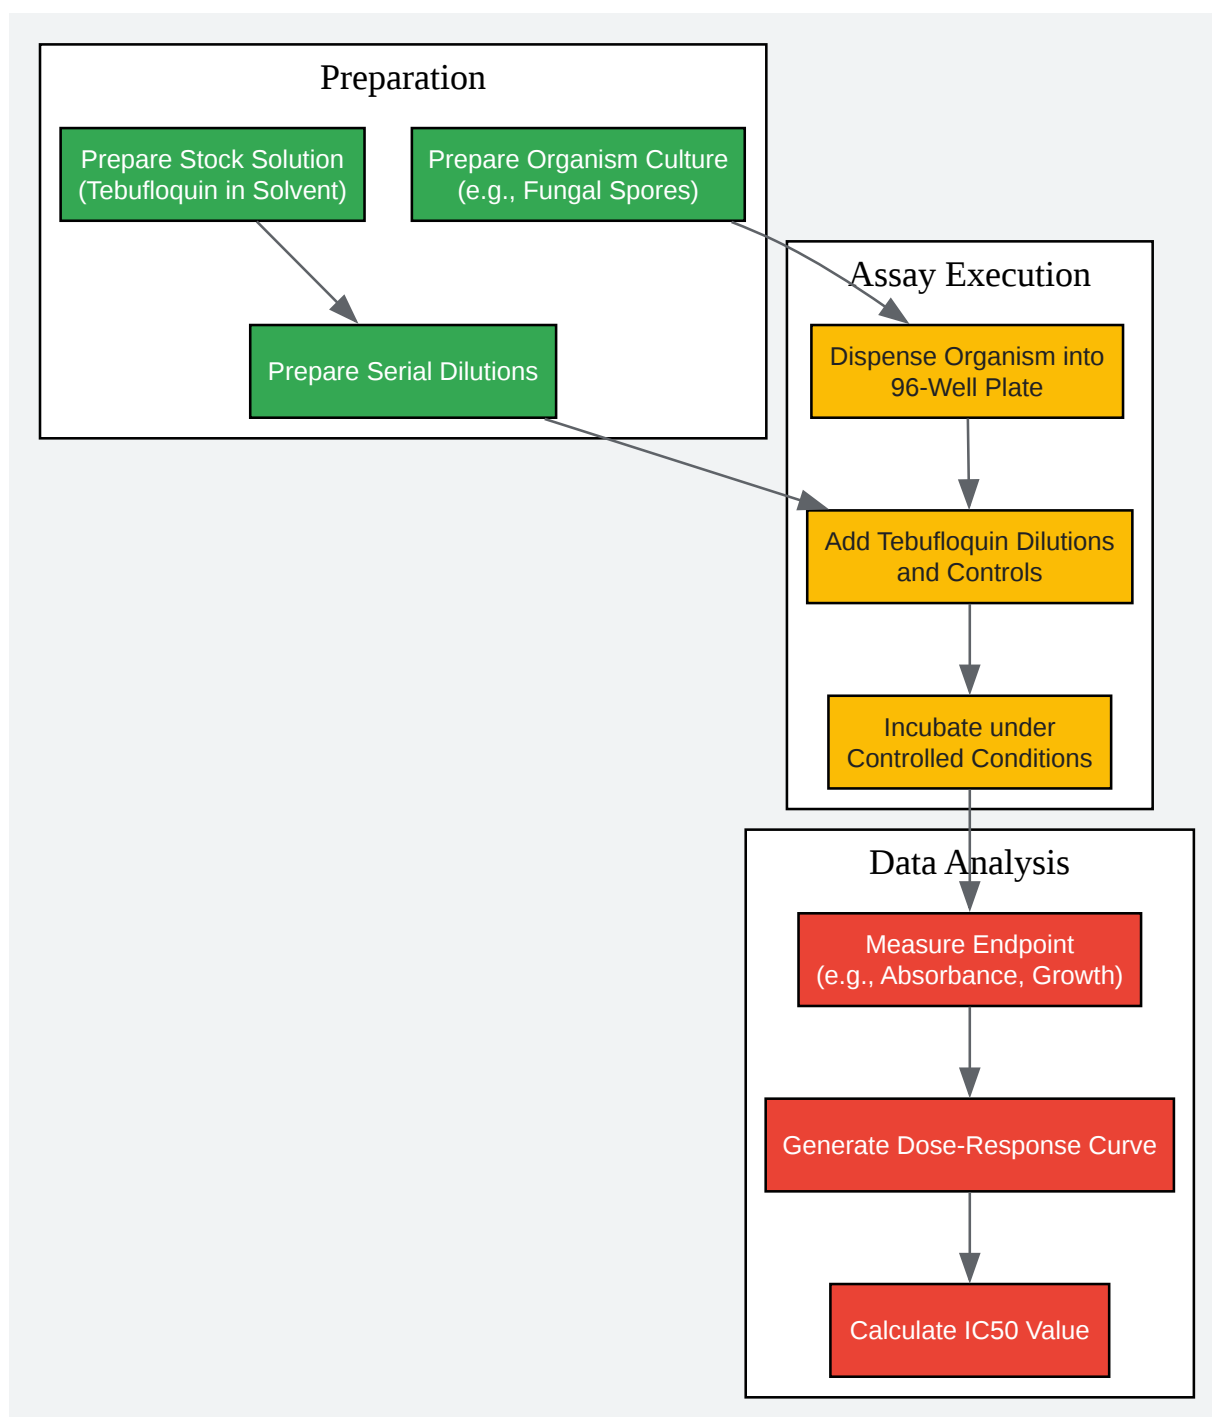 Preparation
Prepare Stock Solution
(Tebufloquin in Solvent)
Prepare Organism Culture
(e.g., Fungal Spores)
Prepare Serial Dilutions
Assay Execution
Dispense Organism into
96-Well Plate
Add Tebufloquin Dilutions
and Controls
Incubate under
Controlled Conditions
Data Analysis
Measure Endpoint
(e.g., Absorbance, Growth)
Generate Dose-Response Curve
Calculate IC50 Value